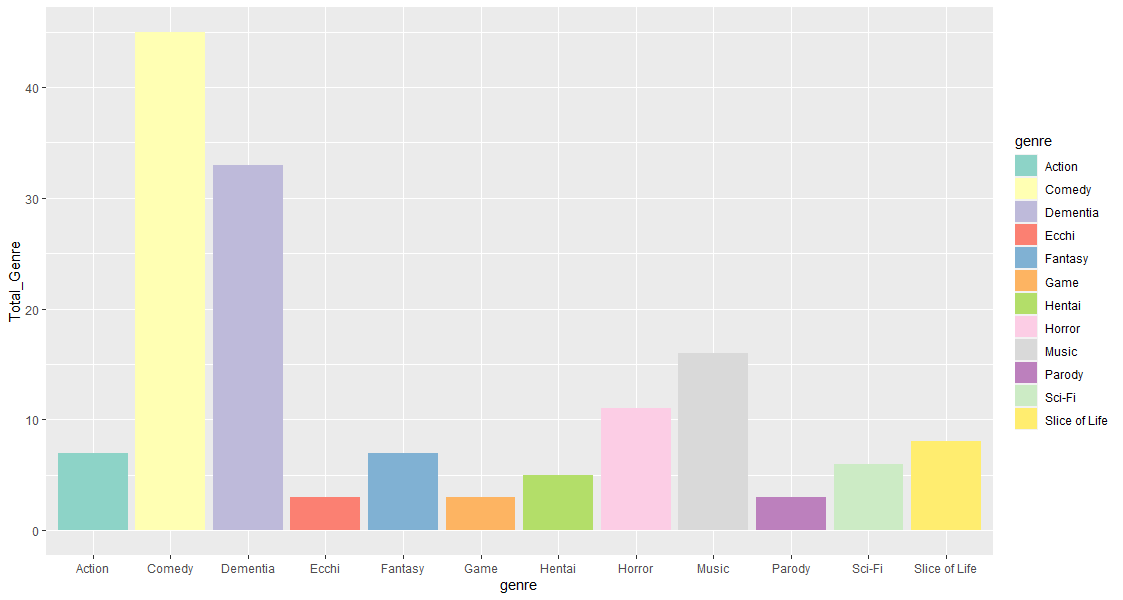 Total_Genre
40
30
20
10
0
Action Comedy Dementia Ecchi Fantasy Game Hentai Horror Music Parody Sci-Fi Slice of Life
genre
genre
Action
Comedy
Dementia
Ecchi
Fantasy
Game
Hentai
Horror
Music
Parody
Sci-Fi
Slice of Life